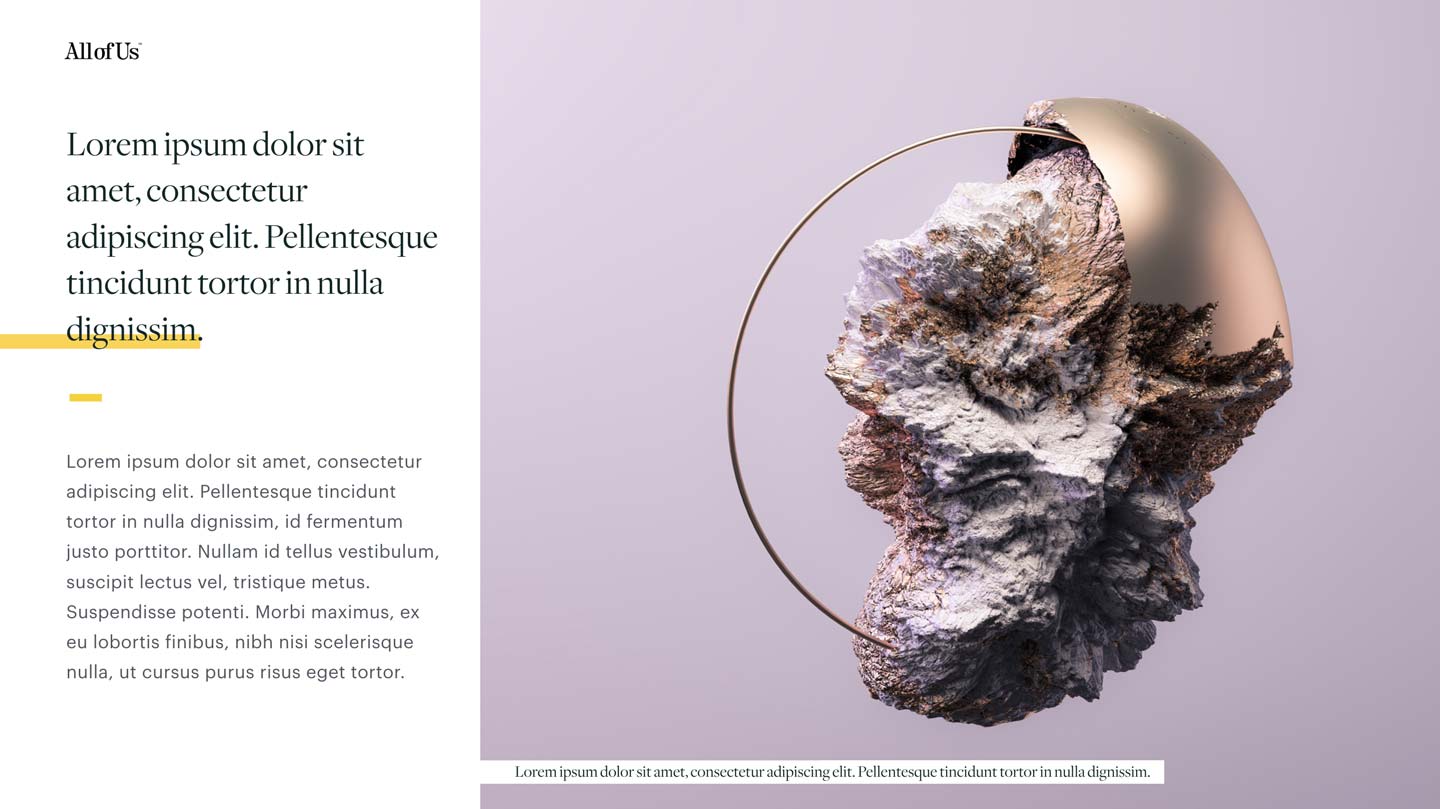 AllofUs™
Lorem ipsum dolor sit
amet, consectetur
adipiscing elit. Pellentesque
tincidunt tortor in nulla
dignissim.
Lorem ipsum dolor sit amet, consectetur
adipiscing elit. Pellentesque tincidunt
tortor in nulla dignissim, id fermentum
justo porttitor. Nullam id tellus vestibulum,
suscipit lectus vel, tristique metus.
Suspendisse potenti. Morbi maximus, ex
eu lobortis finibus, nibh nisi scelerisque
nulla, ut cursus purus risus eget tortor.
Lorem ipsum dolor sit amet, consectetur adipiscing elit. Pellentesque tincidunt tortor in nulla dignissim.